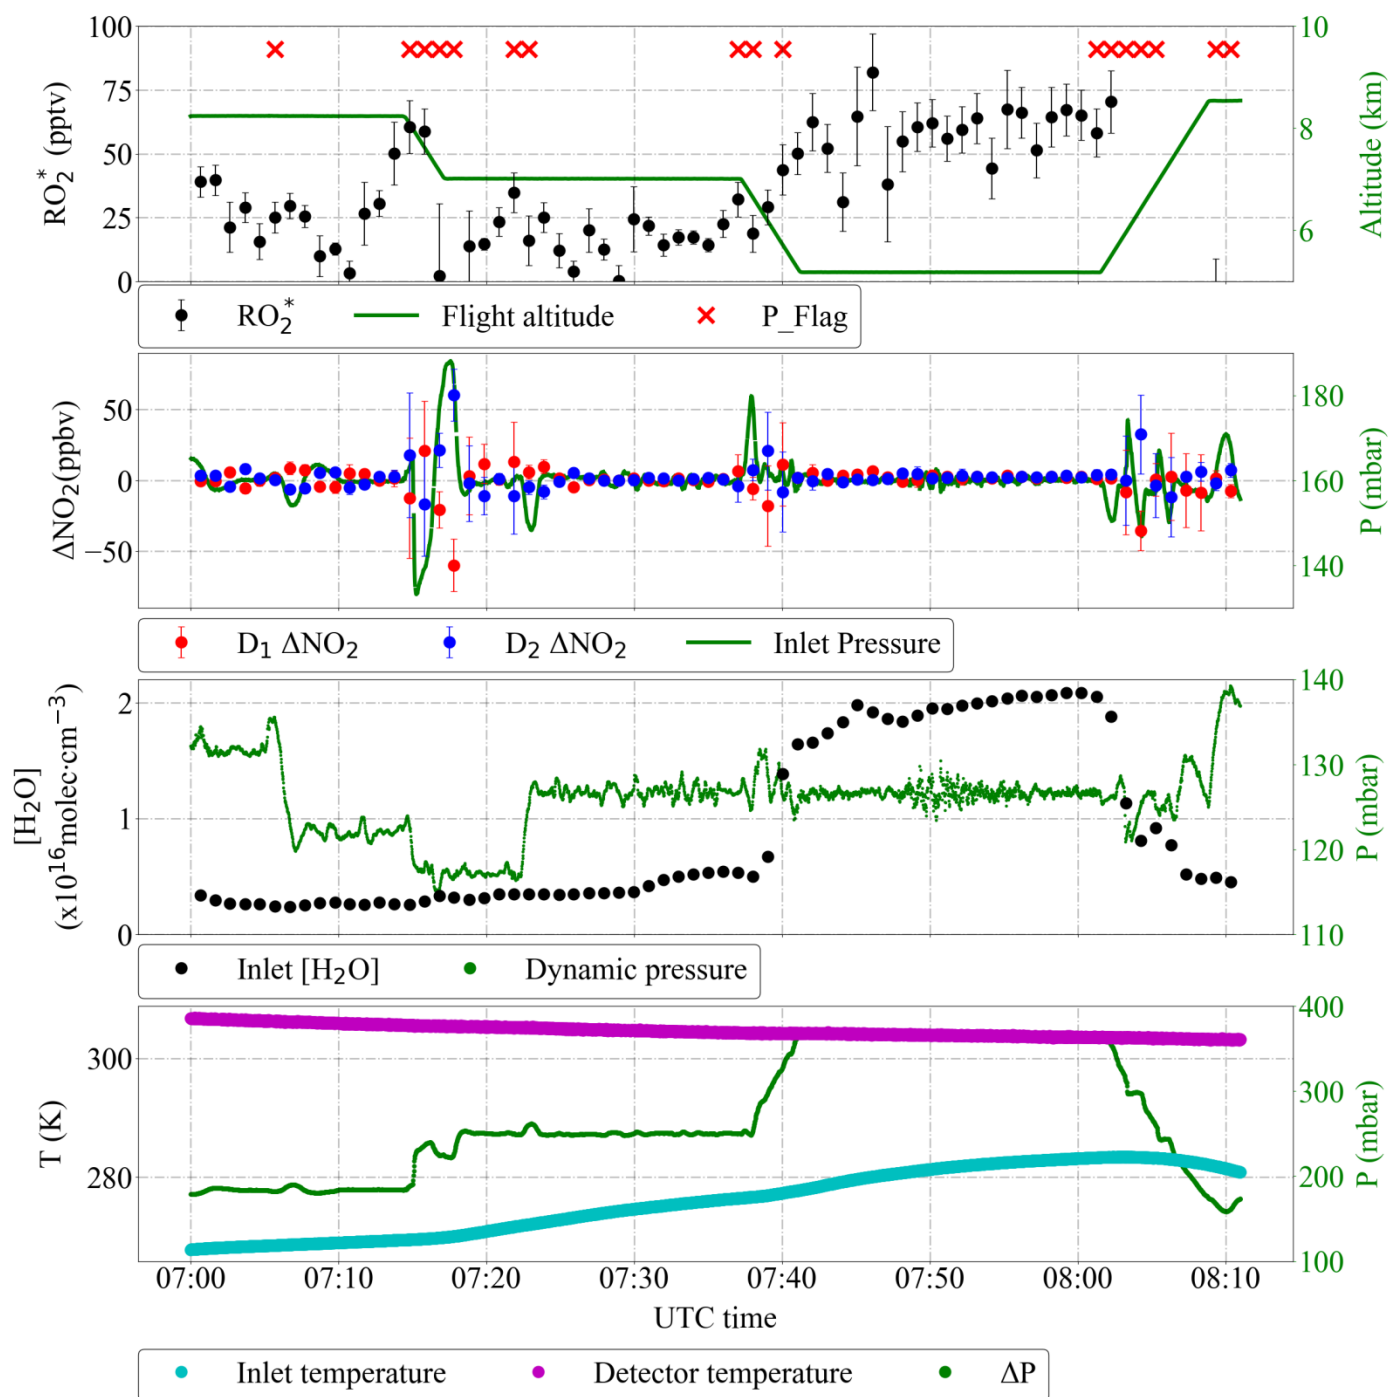 100
75
50
25
0
RO₂* (pptv)
10
8
6
Altitude (km)
RO₂* Flight altitude P_Flag
50
0
−50
ΔNO₂(ppbv)
180
160
140
P (mbar)
D₁ ΔNO₂ D₂ ΔNO₂ Inlet Pressure
2
1
0
[H₂O]
(x10¹⁶molec·cm⁻³)
140
130
120
110
P (mbar)
Inlet [H₂O] Dynamic pressure
300
280
T (K)
400
300
200
100
P (mbar)
07:00 07:10 07:20 07:30 07:40 07:50 08:00 08:10
UTC time
Inlet temperature Detector temperature ΔP